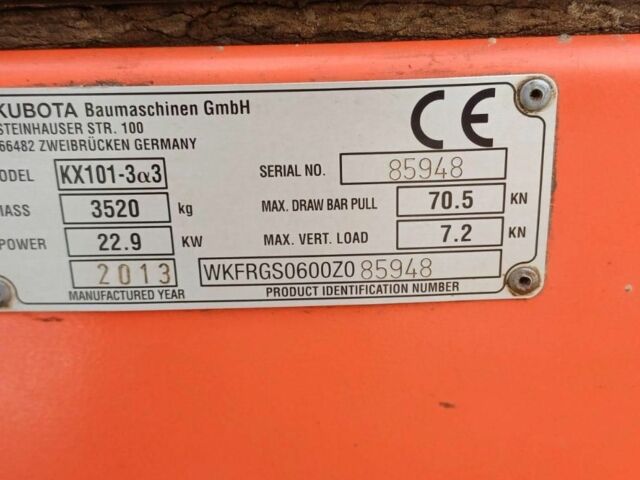 KUBOTA Baumaschinen GmbH
STEINHAUSER STR. 100
66482 ZWEIBRÜCKEN GERMANY
CE
ODEL KX101-3α3 SERIAL NO. 85948
MASS 3520 kg MAX. DRAW BAR PULL 70.5 KN
POWER 22.9 KW MAX. VERT. LOAD 7.2 KN
2013 WKFRGS0600Z085948
MANUFACTURED YEAR PRODUCT IDENTIFICATION NUMBER